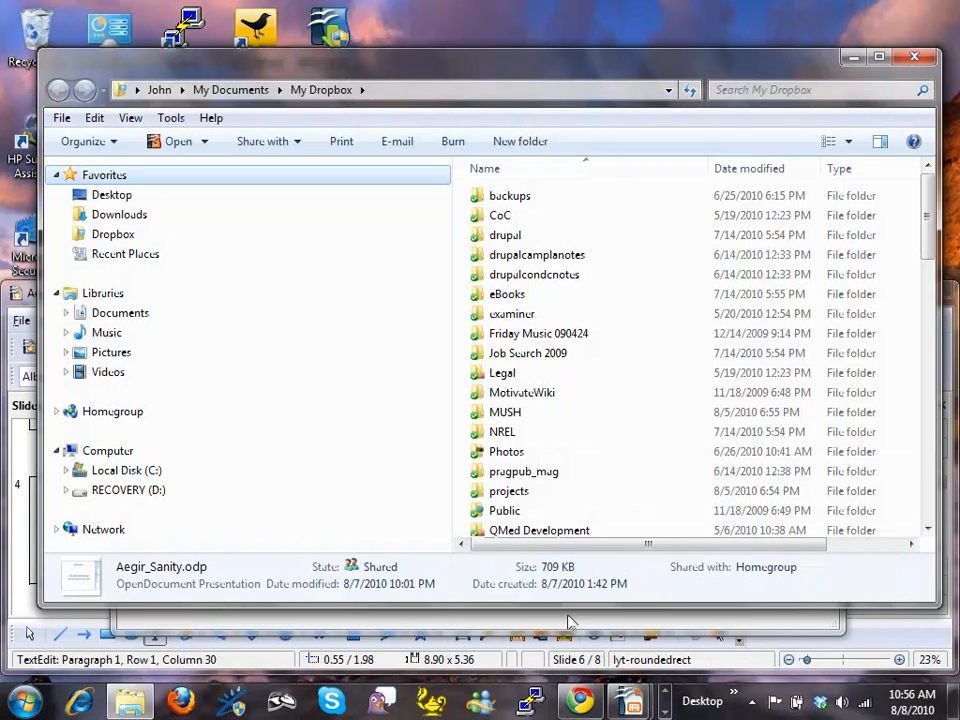 Recyc
John My Documents My Dropbox
Search My Dropbox
File Edit View Tools Help
Organize Open Share with Print E-mail Burn New folder
Name Date modified Type
Favorites
Desktop
Downloads
Dropbox
Recent Places
Libraries
Documents
Music
Pictures
Videos
Homegroup
Computer
Local Disk (C:)
RECOVERY (D:)
Network
backups 6/25/2010 6:15 PM File folder
CoC 5/19/2010 12:23 PM File folder
drupal 7/14/2010 5:54 PM File folder
drupalcamplanotes 6/14/2010 12:33 PM File folder
drupalcondcnotes 6/14/2010 12:33 PM File folder
eBooks 7/14/2010 5:55 PM File folder
examiner 5/20/2010 12:54 PM File folder
Friday Music 090424 12/14/2009 9:14 PM File folder
Job Search 2009 7/14/2010 5:54 PM File folder
Legal 5/19/2010 12:23 PM File folder
MotivateWiki 11/18/2009 6:48 PM File folder
MUSH 8/5/2010 6:55 PM File folder
NREL 7/14/2010 5:54 PM File folder
Photos 6/26/2010 10:41 AM File folder
pragpub_mag 6/14/2010 12:38 PM File folder
projects 8/5/2010 6:54 PM File folder
Public 11/18/2009 6:49 PM File folder
QMed Development 5/6/2010 10:38 AM File folder
HP Su
Assis
Micro
Secu
File
Slide
4
Aegir_Sanity.odp State: Shared Size: 709 KB Shared with: Homegroup
OpenDocument Presentation Date modified: 8/7/2010 10:01 PM Date created: 8/7/2010 1:42 PM
TextEdit: Paragraph 1, Row 1, Column 30 0.55 / 1.98 8.90 x 5.36 Slide 6 / 8 lyt-roundedrect 23%
Desktop
10:56 AM
8/8/2010